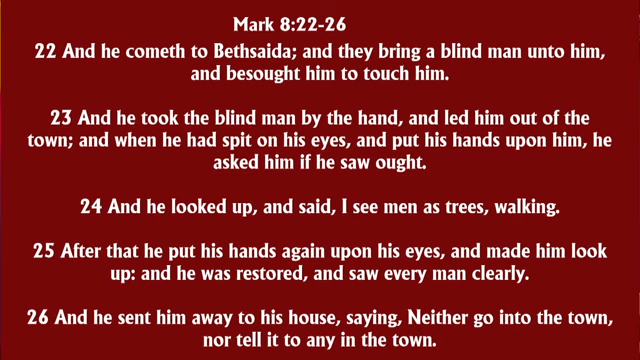 Mark 8:22-26
22 And he cometh to Bethsaida; and they bring a blind man unto him,
and besought him to touch him.
23 And he took the blind man by the hand, and led him out of the
town; and when he had spit on his eyes, and put his hands upon him, he
asked him if he saw ought.
24 And he looked up, and said, I see men as trees, walking.
25 After that he put his hands again upon his eyes, and made him look
up: and he was restored, and saw every man clearly.
26 And he sent him away to his house, saying, Neither go into the town,
nor tell it to any in the town.